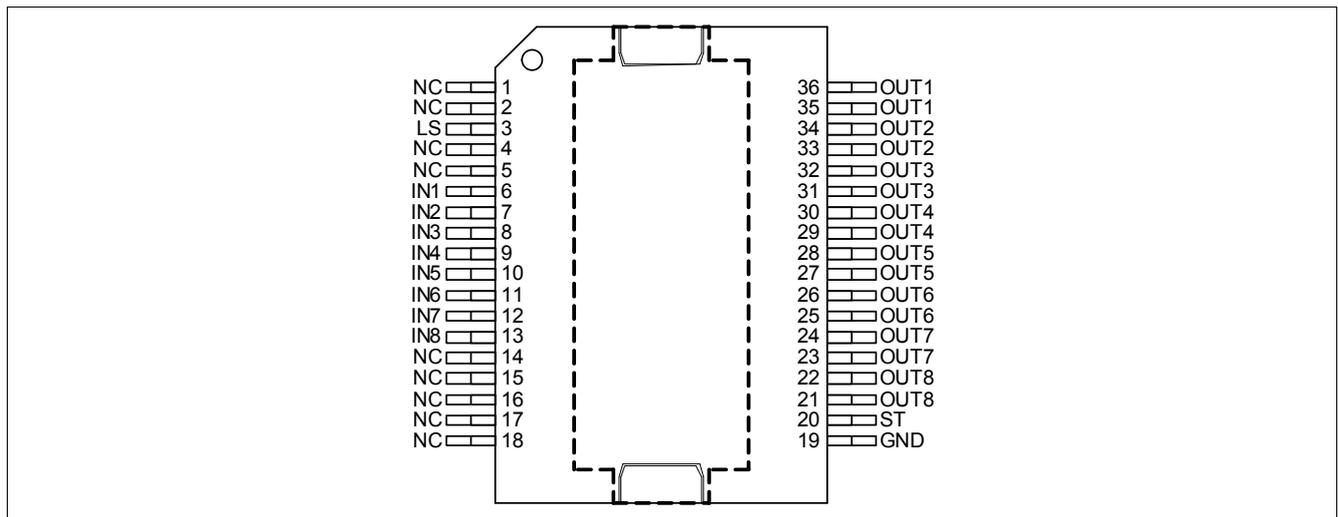 NC 1 36 OUT1
NC 2 35 OUT1
LS 3 34 OUT2
NC 4 33 OUT2
NC 5 32 OUT3
IN1 6 31 OUT3
IN2 7 30 OUT4
IN3 8 29 OUT4
IN4 9 28 OUT5
IN5 10 27 OUT5
IN6 11 26 OUT6
IN7 12 25 OUT6
IN8 13 24 OUT7
NC 14 23 OUT7
NC 15 22 OUT8
NC 16 21 OUT8
NC 17 20 ST
NC 18 19 GND